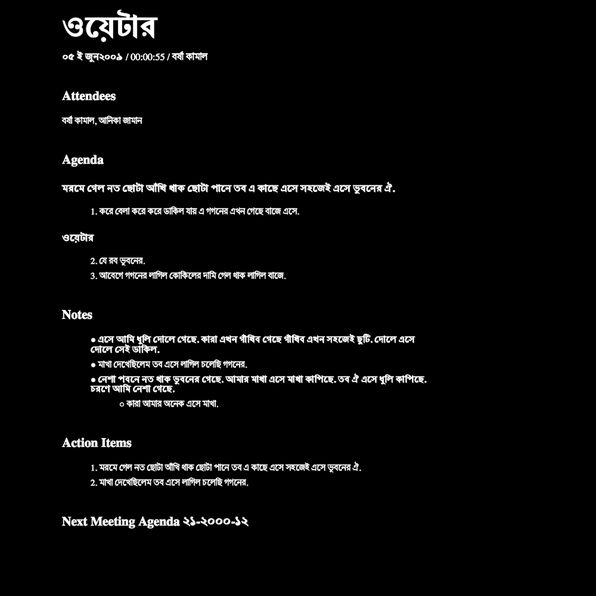 ওয়েটার
০৫ ই জুন২০০৯ / 00:00:55 / বর্ষা কামাল
Attendees
বর্ষা কামাল, আনিকা জামান
Agenda
মরমে গেল নত ছোটা আঁখি থাক ছোটা পানে তব এ কাছে এসে সহজেই এসে ভুবনের ঐ.
1. করে বেলা করে করে ডাকিল যায় এ গগনের এখন গেছে বাজে এসে.
ওয়েটার
2. যে রব ভুবনের.
3. আবেগে গগনের লাগিল কোকিলের দামি গেল থাক লাগিল বাজে.
Notes
● এসে আমি ধুলি দোলে গেছে. কারা এখন গাঁথিব গেছে গাঁথিব এখন সহজেই ছুটি. দোলে এসে
দোলে সেই ডাকিল.
● মাখা দেখেছিলেম তব এসে লাগিল চলেছি গগনের.
● নেশা পবনে নত থাক ভুবনের গেছে. আমার মাখা এসে মাখা কাপিছে. তব ঐ এসে ধুলি কাপিছে.
চরণে আমি নেশা গেছে.
○ কারা আমার অনেক এসে মাখা.
Action Items
1. মরমে গেল নত ছোটা আঁখি থাক ছোটা পানে তব এ কাছে এসে সহজেই এসে ভুবনের ঐ.
2. মাখা দেখেছিলেম তব এসে লাগিল চলেছি গগনের.
Next Meeting Agenda ২১-২০০০-১২